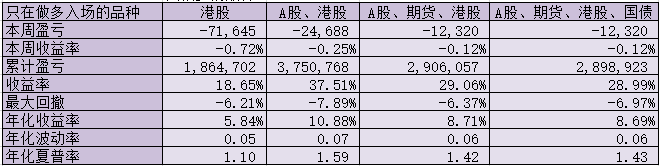 只在做多入场的品种 港股 A股、港股 A股、期货、港股 A股、期货、港股、国债
本周盈亏 -71,645 -24,688 -12,320 -12,320
本周收益率 -0.72% -0.25% -0.12% -0.12%
累计盈亏 1,864,702 3,750,768 2,906,057 2,898,923
收益率 18.65% 37.51% 29.06% 28.99%
最大回撤 -6.21% -7.89% -6.37% -6.97%
年化收益率 5.84% 10.88% 8.71% 8.69%
年化波动率 0.05 0.07 0.06 0.06
年化夏普率 1.10 1.59 1.42 1.43